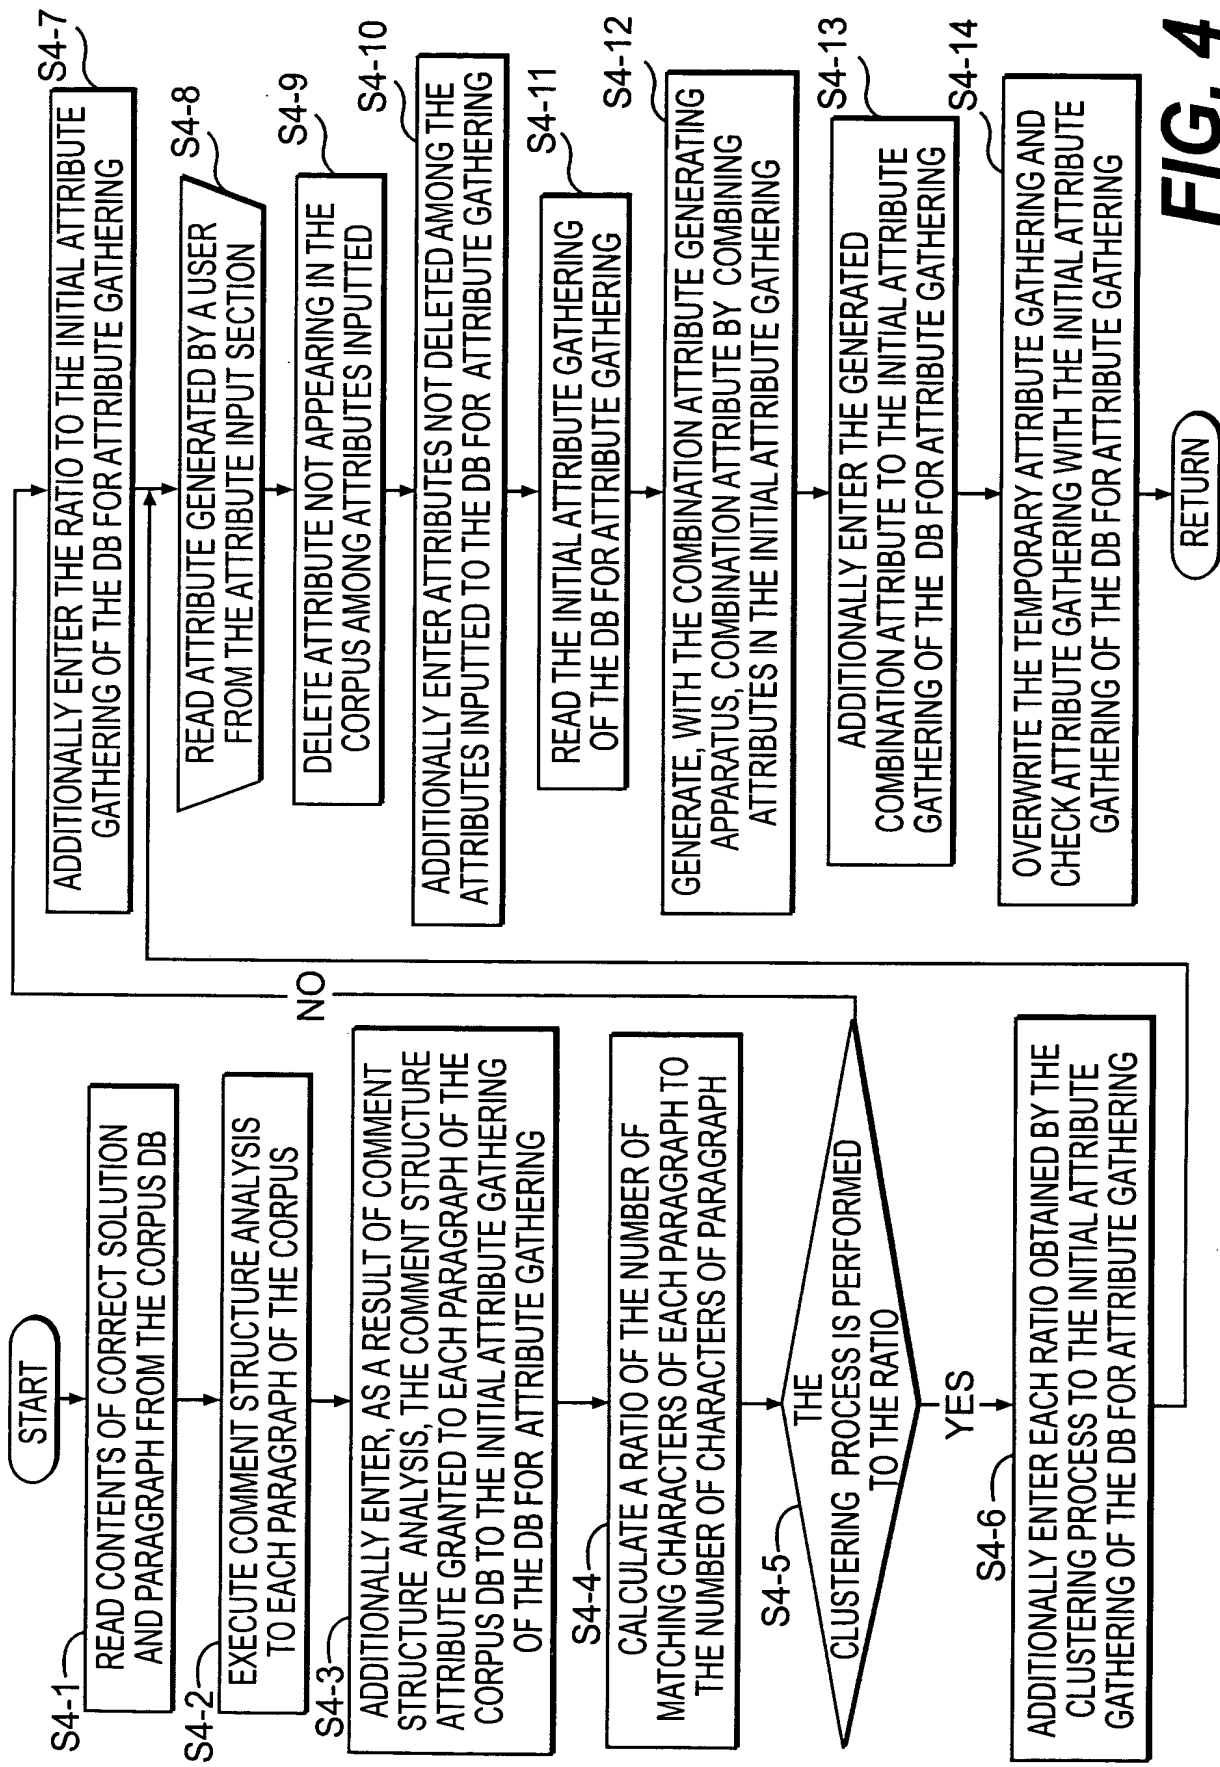 START
S4-1
READ CONTENTS OF CORRECT SOLUTION
AND PARAGRAPH FROM THE CORPUS DB
S4-2
EXECUTE COMMENT STRUCTURE ANALYSIS
TO EACH PARAGRAPH OF THE CORPUS
S4-3
ADDITIONALLY ENTER, AS A RESULT OF COMMENT
STRUCTURE ANALYSIS, THE COMMENT STRUCTURE
ATTRIBUTE GRANTED TO EACH PARAGRAPH OF THE
CORPUS DB TO THE INITIAL ATTRIBUTE GATHERING
OF THE DB FOR ATTRIBUTE GATHERING
S4-4
CALCULATE A RATIO OF THE NUMBER OF
MATCHING CHARACTERS OF EACH PARAGRAPH TO
THE NUMBER OF CHARACTERS OF PARAGRAPH
S4-5
THE
CLUSTERING PROCESS IS PERFORMED
TO THE RATIO
NO
YES
S4-6
ADDITIONALLY ENTER EACH RATIO OBTAINED BY THE
CLUSTERING PROCESS TO THE INITIAL ATTRIBUTE
GATHERING OF THE DB FOR ATTRIBUTE GATHERING
S4-7
ADDITIONALLY ENTER THE RATIO TO THE INITIAL ATTRIBUTE
GATHERING OF THE DB FOR ATTRIBUTE GATHERING
S4-8
READ ATTRIBUTE GENERATED BY A USER
FROM THE ATTRIBUTE INPUT SECTION
S4-9
DELETE ATTRIBUTE NOT APPEARING IN THE
CORPUS AMONG ATTRIBUTES INPUTTED
S4-10
ADDITIONALLY ENTER ATTRIBUTES NOT DELETED AMONG THE
ATTRIBUTES INPUTTED TO THE DB FOR ATTRIBUTE GATHERING
S4-11
READ THE INITIAL ATTRIBUTE GATHERING
OF THE DB FOR ATTRIBUTE GATHERING
S4-12
GENERATE, WITH THE COMBINATION ATTRIBUTE GENERATING
APPARATUS, COMBINATION ATTRIBUTE BY COMBINING
ATTRIBUTES IN THE INITIAL ATTRIBUTE GATHERING
S4-13
ADDITIONALLY ENTER THE GENERATED
COMBINATION ATTRIBUTE TO THE INITIAL ATTRIBUTE
GATHERING OF THE DB FOR ATTRIBUTE GATHERING
S4-14
OVERWRITE THE TEMPORARY ATTRIBUTE GATHERING AND
CHECK ATTRIBUTE GATHERING WITH THE INITIAL ATTRIBUTE
GATHERING OF THE DB FOR ATTRIBUTE GATHERING
RETURN
FIG. 4